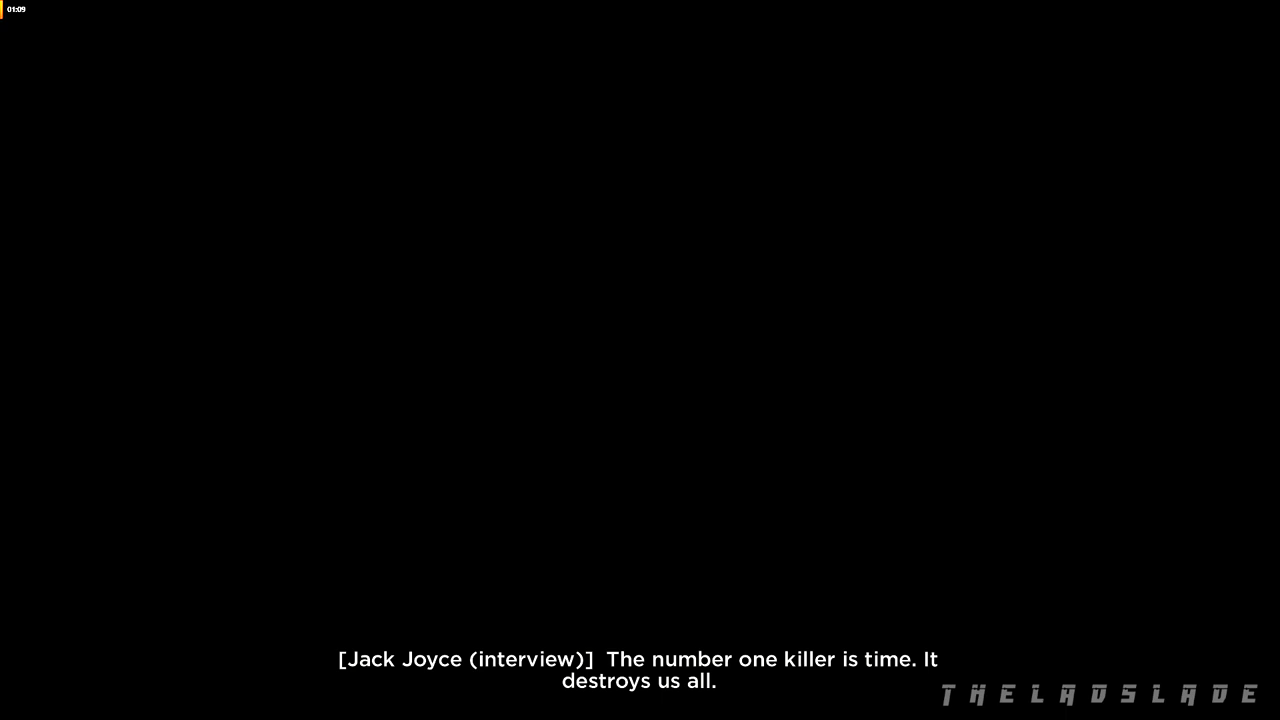 01:09
[Jack Joyce (interview)]  The number one killer is time. It
destroys us all.
THELADSLADE